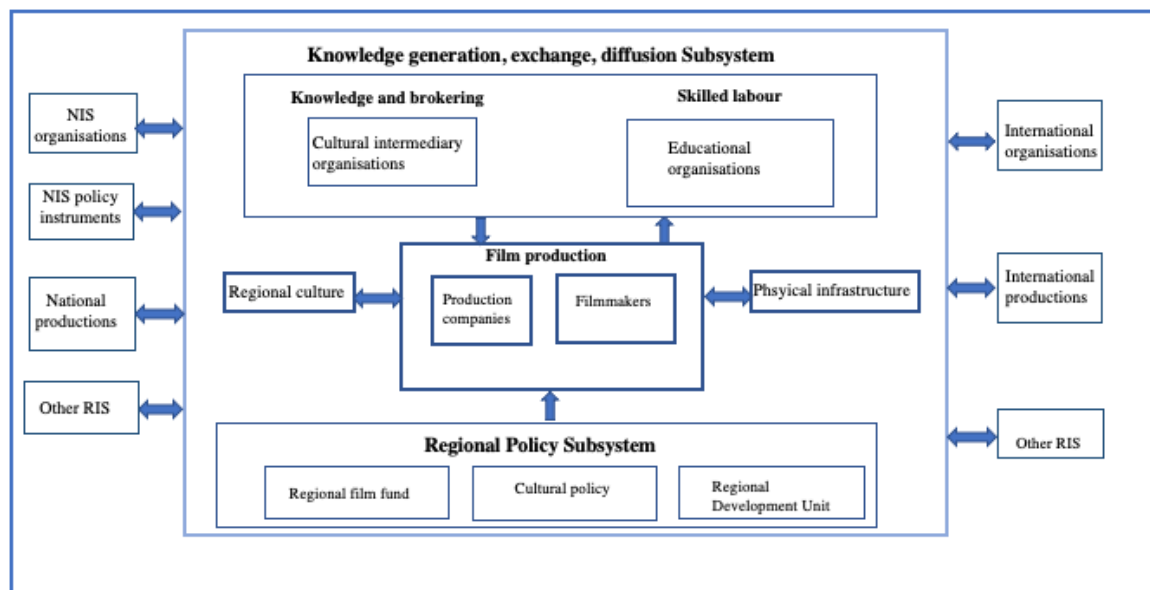 Knowledge generation, exchange, diffusion Subsystem
Knowledge and brokering
Skilled labour
Cultural intermediary
organisations
Educational
organisations
NIS
organisations
NIS policy
instruments
National
productions
Other RIS
International
organisations
International
productions
Other RIS
Film production
Regional culture
Production
companies
Filmmakers
Phsyical infrastructure
Regional Policy Subsystem
Regional film fund
Cultural policy
Regional
Development Unit